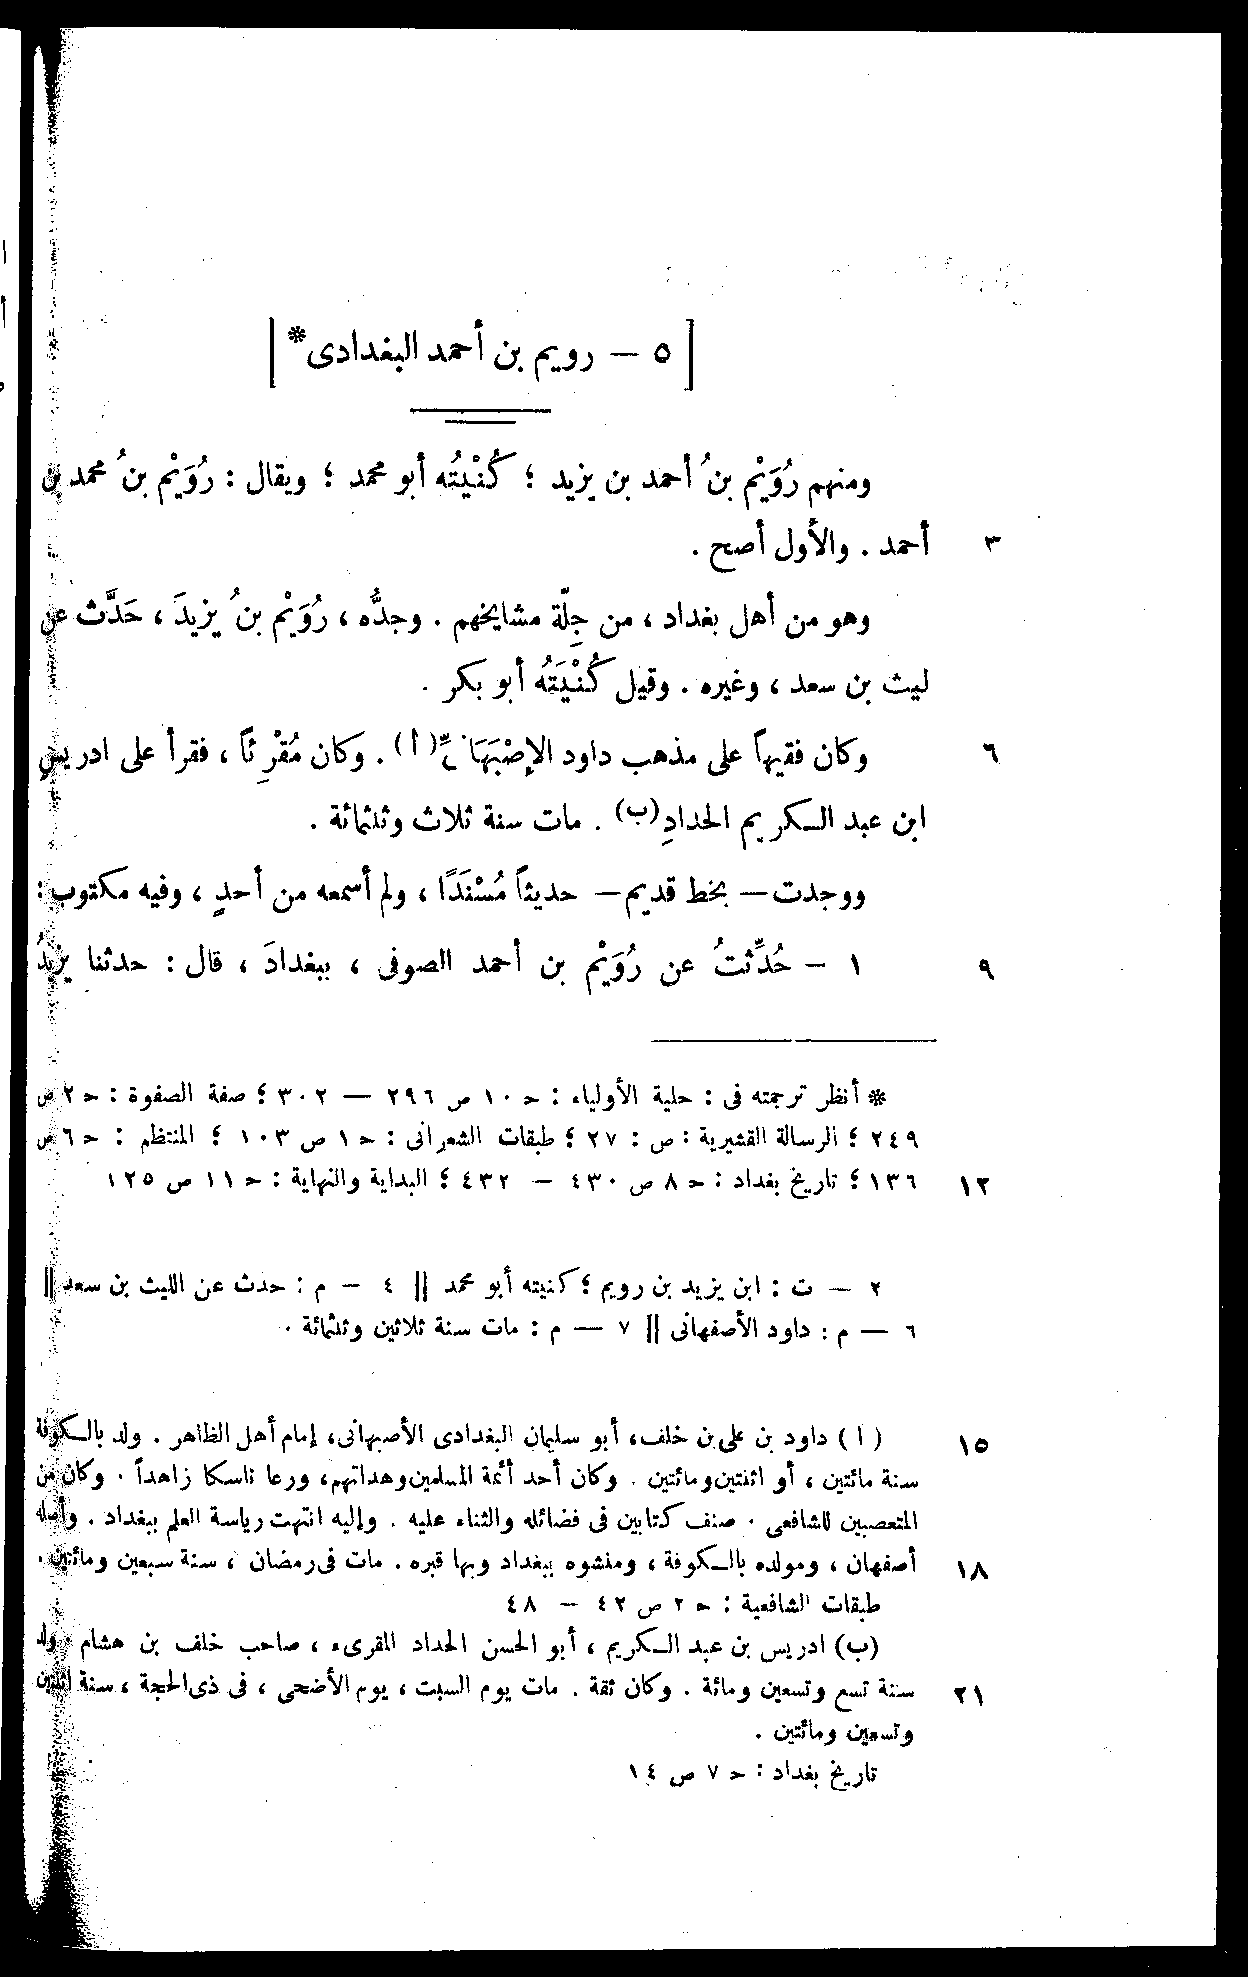 [ ٥ — رويم بن أحمد البغدادى* ]
ومنهم رُوَيْم بنُ أحمد بن يزيد ؛ كُنْيتُه أبو محمد ؛ ويقال : رُوَيْم بنُ محمد بن
٣ أحمد . والأول أصح .
وهو من أهل بغداد ، من جِلّة مشايخهم . وجدُّه ، رُوَيْم بنُ يزيدَ ، حَدَّث عن
ليث بن سعد ، وغيره . وقيل كُنْيَتُه أبو بكر .
٦ وكان فقيهاً على مذهب داود الإصْبَهَانىِّ(أ) . وكان مُقْرِئاً ، فقرأ على ادريس
ابن عبد الكريم الحدادِ(ب) . مات سنة ثلاث وثلثمائة .
ووجدت — بخط قديم — حديثاً مُسْنَدًا ، ولم أسمعه من أحدٍ ، وفيه مكتوب :
٩ ١ — حُدِّثتُ عن رُوَيْم بن أحمد الصوفى ، ببغدادَ ، قال : حدثنا يزيدُ
* أنظر ترجمته فى : حلية الأولياء : ح ١٠ ص ٢٩٦ — ٣٠٢ ؛ صفة الصفوة : ح ٢ ص
٢٤٩ ؛ الرسالة القشيرية : ص : ٢٧ ؛ طبقات الشعرانى : ح ١ ص ١٠٣ ؛ المنتظم : ح ٦ ص
١٢ ١٣٦ ؛ تاريخ بغداد : ح ٨ ص ٤٣٠ — ٤٣٢ ؛ البداية والنهاية : ح ١١ ص ١٢٥
٢ — ت : ابن يزيد بن رويم ؛ كنيته أبو محمد || ٤ — م : حدث عن الليث بن سعد ||
٦ — م : داود الأصفهانى || ٧ — م : مات سنة ثلاثين وثلثمائة .
١٥ ( ا ) داود بن على بن خلف، أبو سليمان البغدادى الأصبهانى، إمام أهل الظاهر . ولد بالكوفة
سنة مائتين ، أو اثنتين ومائتين . وكان أحد أئمة المسلمين وهداتهم، ورعا ناسكا زاهداً . وكان من
المتعصبين للشافعى . صنف كتابين فى فضائله والثناء عليه . وإليه انتهت رياسة العلم ببغداد . وأصله
١٨ أصفهان ، ومولده بالكوفة ، ومنشوه ببغداد وبها قبره . مات فى رمضان ، سنة سبعين ومائتين .
طبقات الشافعية : ح ٢ ص ٤٢ — ٤٨
(ب) ادريس بن عبد الكريم ، أبو الحسن الحداد المقرىء ، صاحب خلف بن هشام . ولد
٢١ سنة تسع وتسعين ومائة . وكان ثقة . مات يوم السبت ، يوم الأضحى ، فى ذى الحجة ، سنة اثنتين
وتسعين ومائتين .
تاريخ بغداد : ح ٧ ص ١٤